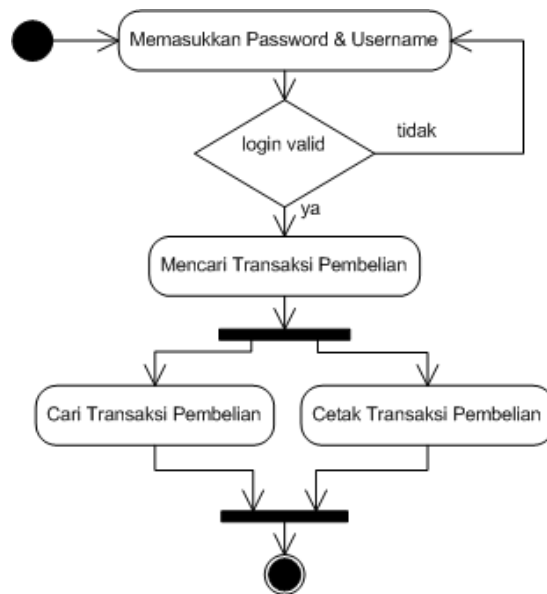 Memasukkan Password & Username
login valid
tidak
ya
Mencari Transaksi Pembelian
Cari Transaksi Pembelian
Cetak Transaksi Pembelian